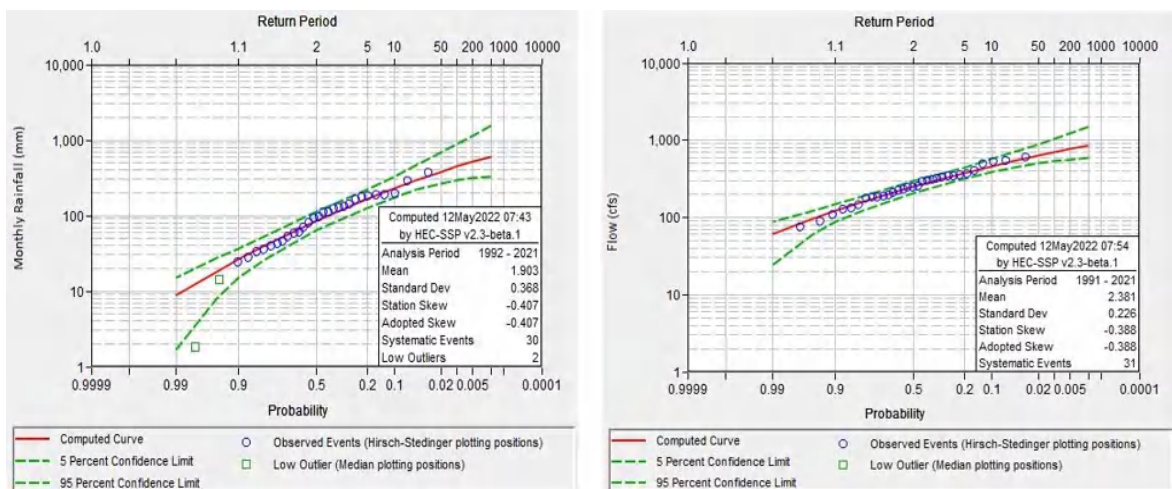 Return Period
1.0 1.1 2 5 10 50 200 1000 10000
10,000
1,000
100
10
1
Monthly Rainfall (mm)
Computed 12May2022 07:43
by HEC-SSP v2.3-beta.1
Analysis Period 1992 - 2021
Mean 1.903
Standard Dev 0.368
Station Skew -0.407
Adopted Skew -0.407
Systematic Events 30
Low Outliers 2
0.9999 0.99 0.9 0.5 0.2 0.1 0.02 0.005 0.0001
Probability
Computed Curve
5 Percent Confidence Limit
95 Percent Confidence Limit
Observed Events (Hirsch-Stedinger plotting positions)
Low Outlier (Median plotting positions)
Return Period
1.0 1.1 2 5 10 50 200 1000 10000
10,000
1,000
100
10
1
Flow (cfs)
Computed 12May2022 07:54
by HEC-SSP v2.3-beta.1
Analysis Period 1991 - 2021
Mean 2.381
Standard Dev 0.226
Station Skew -0.388
Adopted Skew -0.388
Systematic Events 31
0.9999 0.99 0.9 0.5 0.2 0.1 0.02 0.005 0.0001
Probability
Computed Curve
5 Percent Confidence Limit
95 Percent Confidence Limit
Observed Events (Hirsch-Stedinger plotting positions)
Low Outlier (Median plotting positions)